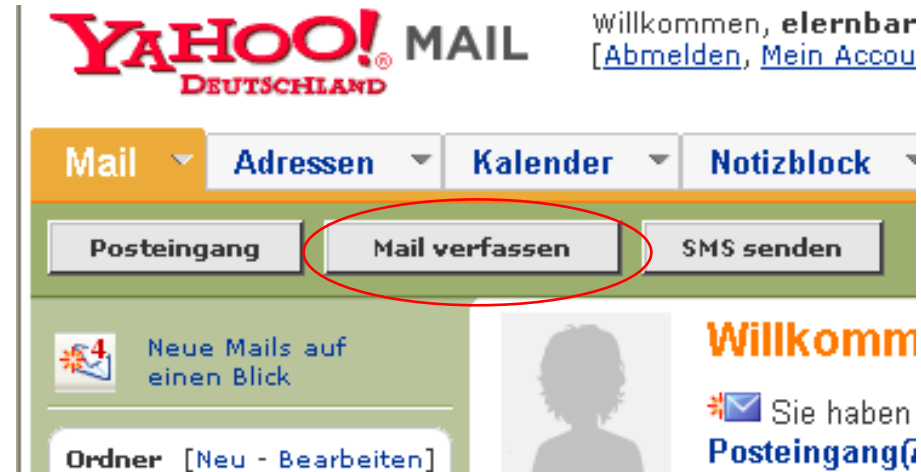 YAHOO! MAIL
DEUTSCHLAND
Willkommen, elernbar
[Abmelden, Mein Accou
Mail Adressen Kalender Notizblock
Posteingang Mail verfassen SMS senden
4 Neue Mails auf
einen Blick
Ordner [Neu - Bearbeiten]
Willkomm
Sie haben
Posteingang(